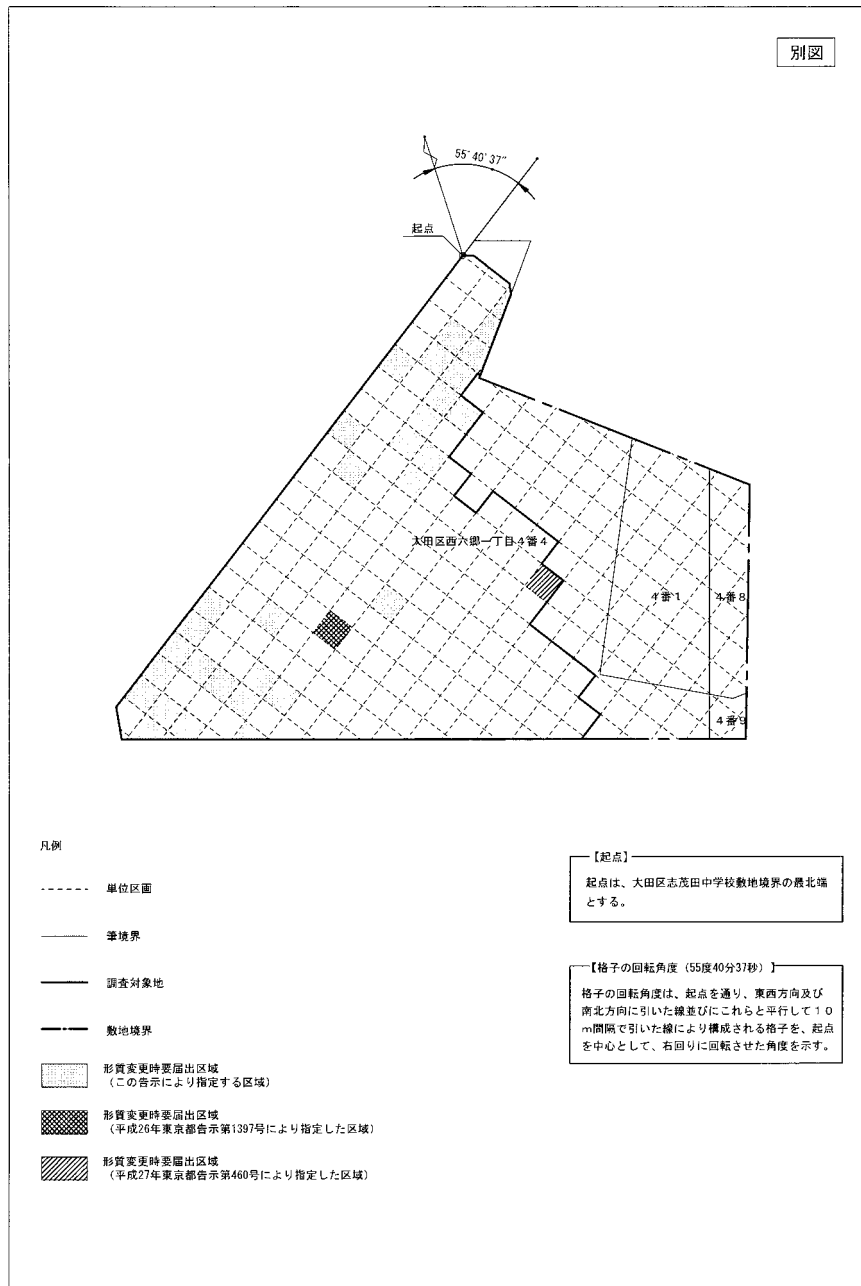 別図
55°40'37"
起点
大田区西六郷一丁目4番4
4番1
4番8
4番9
凡例
単位区画
筆境界
調査対象地
敷地境界
形質変更時要届出区域
(この告示により指定する区域)
形質変更時要届出区域
(平成26年東京都告示第1397号により指定した区域)
形質変更時要届出区域
(平成27年東京都告示第460号により指定した区域)
【起点】
起点は、大田区志茂田中学校敷地境界の最北端
とする。
【格子の回転角度(55度40分37秒)】
格子の回転角度は、起点を通り、東西方向及び
南北方向に引いた線並びにこれらと平行して10
m間隔で引いた線により構成される格子を、起点
を中心として、右回りに回転させた角度を示す。